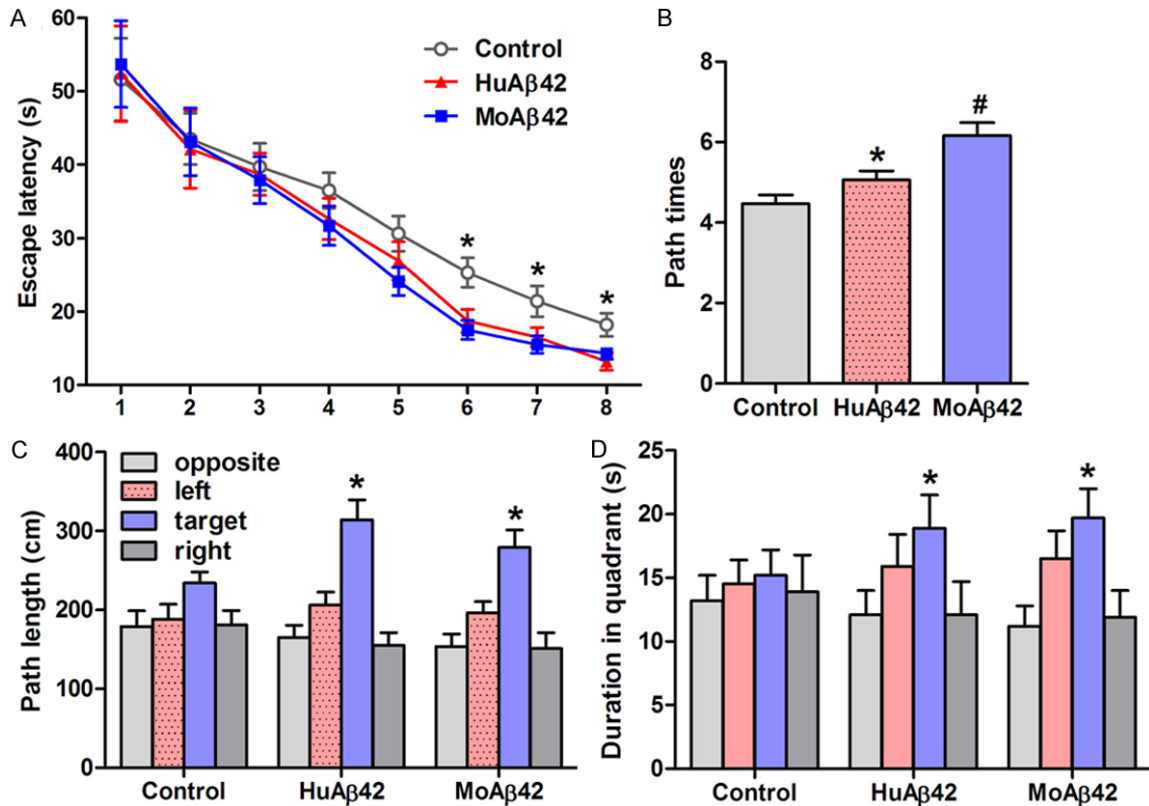 A
Escape latency (s)
60
50
40
30
20
10
Control
HuAβ42
MoAβ42
* * *
1 2 3 4 5 6 7 8
B
Path times
8
6
4
2
0
* #
Control HuAβ42 MoAβ42
C
Path length (cm)
400
300
200
100
0
opposite
left
target
right
* *
Control HuAβ42 MoAβ42
D
Duration in quadrant (s)
25
20
15
10
5
0
* *
Control HuAβ42 MoAβ42